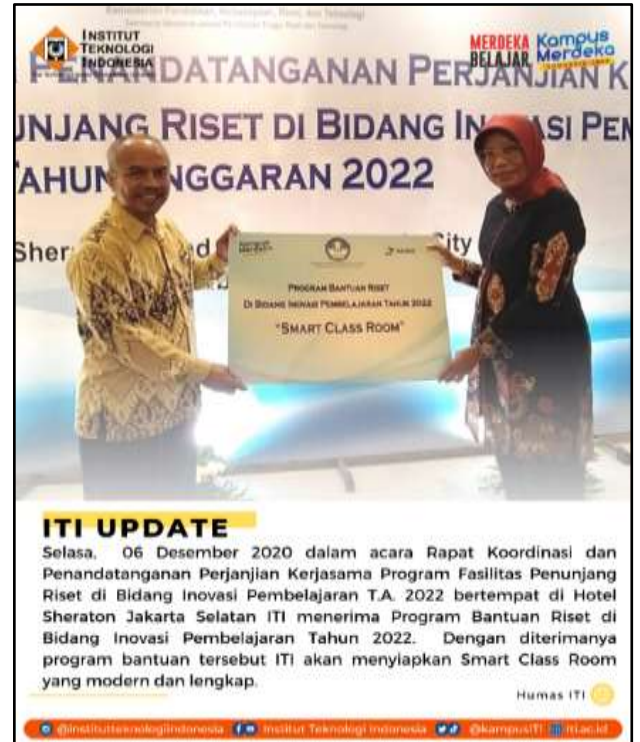 INSTITUT
TEKNOLOGI
INDONESIA
MERDEKA
BELAJAR
Kampus
Merdeka
PENANDATANGANAN PERJANJIAN K
UNJANG RISET DI BIDANG IN ASI PEM
AHUN NGGARAN 2022
Sher
City
PROGRAM BANTUAN RISET
DI BIDANG INOVASI PEMBELAJARAN TAHUN 2022
"SMART CLASS ROOM"
ITI UPDATE
Selasa, 06 Desember 2020 dalam acara Rapat Koordinasi dan
Penandatanganan Perjanjian Kerjasama Program Fasilitas Penunjang
Riset di Bidang Inovasi Pembelajaran T.A. 2022 bertempat di Hotel
Sheraton Jakarta Selatan ITI menerima Program Bantuan Riset di
Bidang Inovasi Pembelajaran Tahun 2022. Dengan diterimanya
program bantuan tersebut ITI akan menyiapkan Smart Class Room
yang modern dan lengkap.
Humas ITI
@institutteknologiindonesia Institut Teknologi Indonesia @kampusITI iti.ac.id